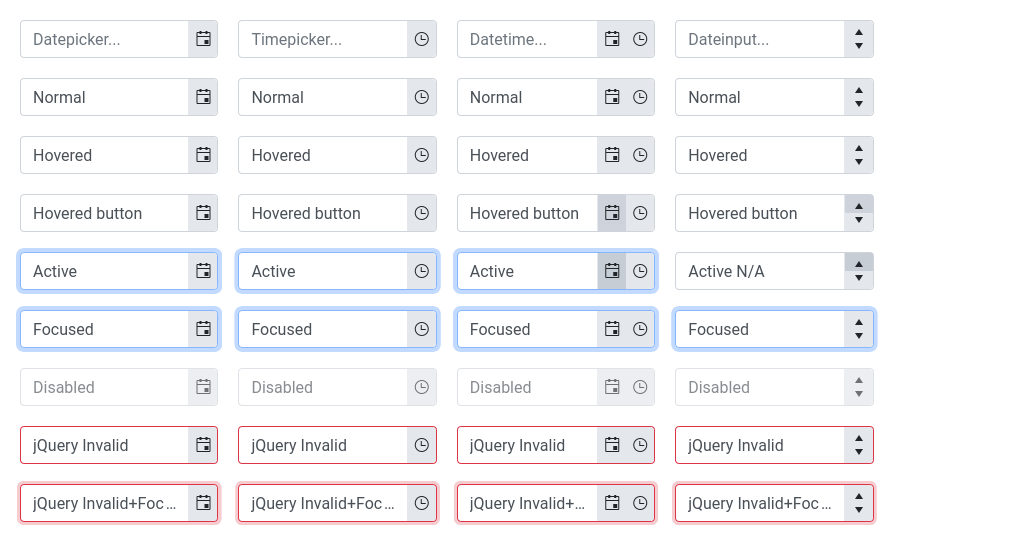 Datepicker... Timepicker... Datetime... Dateinput...
Normal Normal Normal Normal
Hovered Hovered Hovered Hovered
Hovered button Hovered button Hovered button Hovered button
Active Active Active Active N/A
Focused Focused Focused Focused
Disabled Disabled Disabled Disabled
jQuery Invalid jQuery Invalid jQuery Invalid jQuery Invalid
jQuery Invalid+Foc... jQuery Invalid+Foc... jQuery Invalid+... jQuery Invalid+Foc...